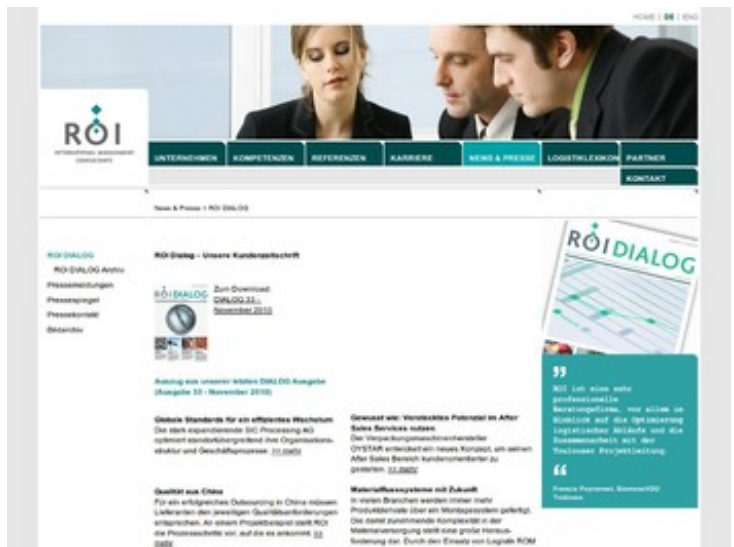 HOME | DE | ENG
ROI
INTERNATIONAL MANAGEMENT
CONSULTANTS
UNTERNEHMEN KOMPETENZEN REFERENZEN KARRIERE NEWS & PRESSE LOGISTIKLEXIKON PARTNER
KONTAKT
News & Presse > ROI DIALOG
ROI DIALOG
ROI DIALOG Archiv
Pressemeldungen
Pressespiegel
Pressekontakt
Bildarchiv
ROI Dialog – Unsere Kundenzeitschrift
ROI DIALOG
Zum Download:
DIALOG 33 -
November 2010
Auszug aus unserer letzten DIALOG Ausgabe
(Ausgabe 33 - November 2010)
Globale Standards für ein effizientes Wachstum
Die stark expandierende SIC Processing AG
optimiert standortübergreifend ihre Organisations-
struktur und Geschäftsprozesse. >> mehr
Qualität aus China
Für ein erfolgreiches Outsourcing in China müssen
Lieferanten den jeweiligen Qualitätsanforderungen
entsprechen. An einem Projektbeispiel stellt ROI
die Prozessschritte vor, auf die es ankommt. >>
mehr
Gewusst wie: Verstecktes Potenzial im After
Sales Services nutzen
Der Verpackungsmaschinenhersteller
OYSTAR entwickelt ein neues Konzept, um seinen
After Sales Bereich kundenorientierter zu
gestalten. >> mehr
Materialflusssysteme mit Zukunft
In vielen Branchen werden immer mehr
Produktderivate über ein Montagesystem gefertigt.
Die damit zunehmende Komplexität in der
Materialversorgung stellt eine große Heraus-
forderung dar. Durch den Einsatz von Logistik ROM
ROI DIALOG
ROI ist eine sehr
professionelle
Beratungsfirma, vor allem im
Hinblick auf die Optimierung
logistischer Abläufe und die
Zusammenarbeit mit der
Toulouser Projektleitung.
Toulouse